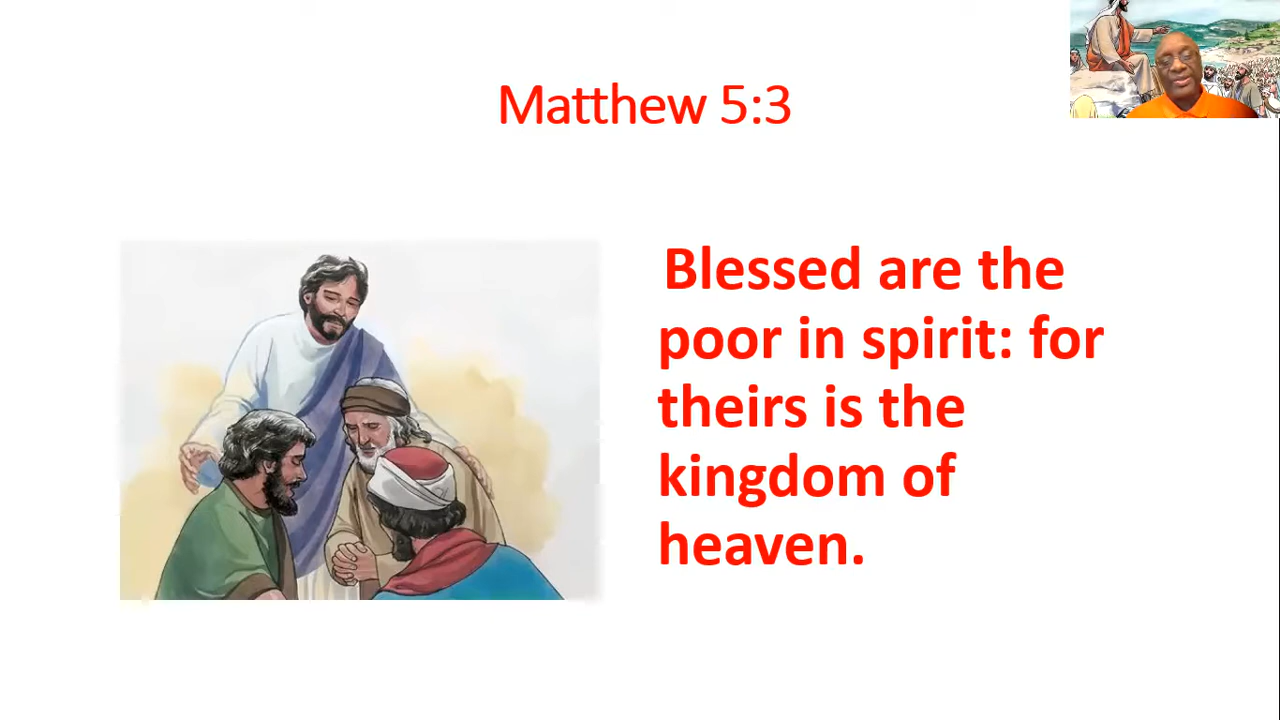 Matthew 5:3
Blessed are the
poor in spirit: for
theirs is the
kingdom of
heaven.